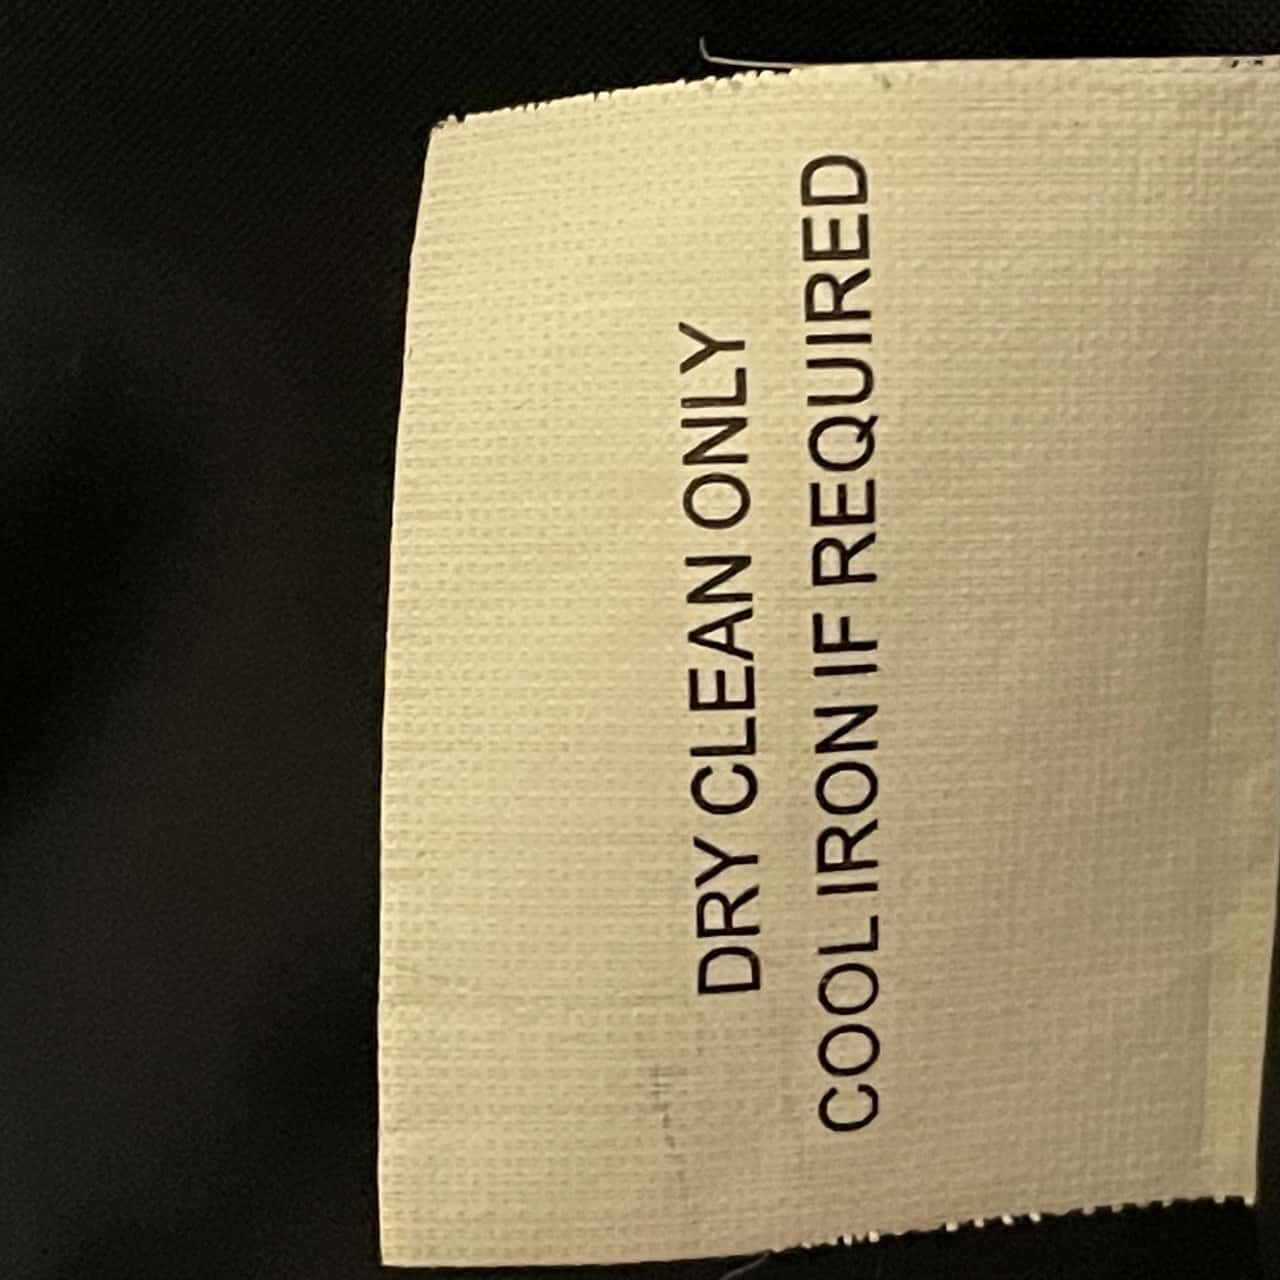 DRY CLEAN ONLY
COOL IRON IF REQUIRED